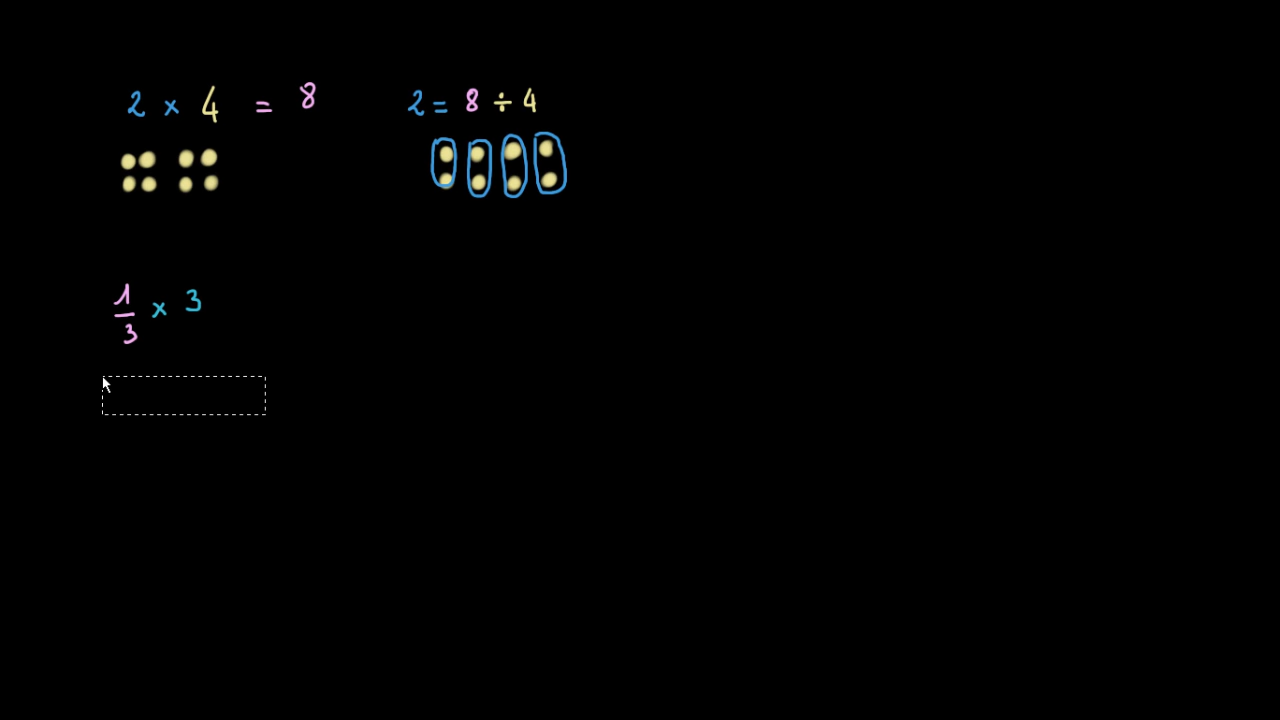 2 × 4 = 8
2 = 8 ÷ 4
1/3 × 3